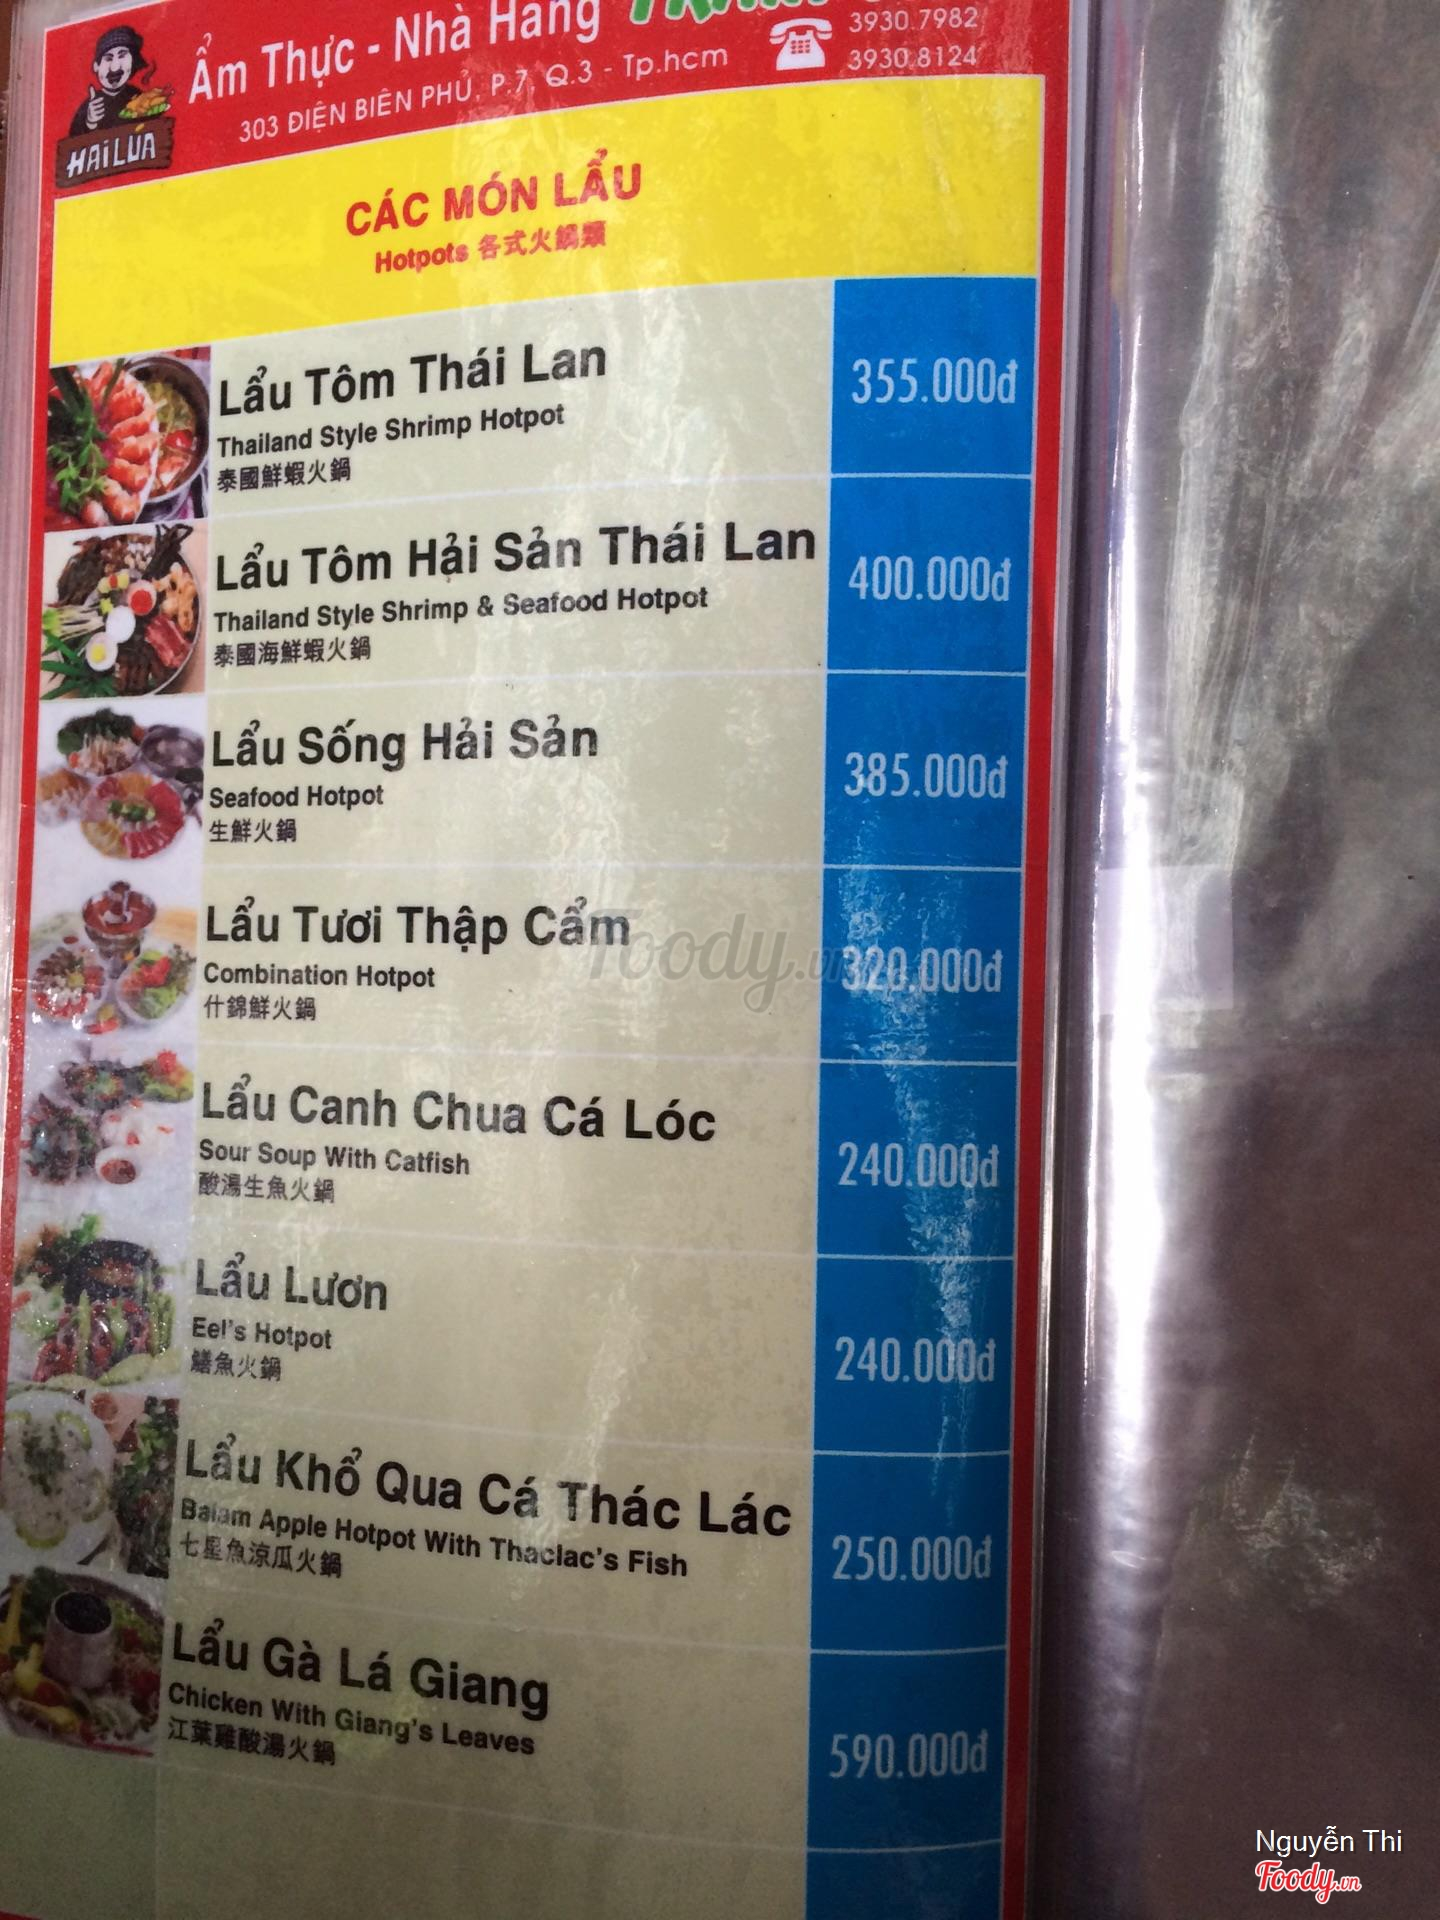 Ẩm Thực - Nhà Hàng
303 ĐIỆN BIÊN PHỦ, P.7, Q.3 - Tp.hcm
3930.7982
3930.8124
HAI LÚA
CÁC MÓN LẨU
Hotpots 各式火鍋類
Lẩu Tôm Thái Lan
Thailand Style Shrimp Hotpot
泰國鮮蝦火鍋
355.000đ
Lẩu Tôm Hải Sản Thái Lan
Thailand Style Shrimp & Seafood Hotpot
泰國海鮮蝦火鍋
400.000đ
Lẩu Sống Hải Sản
Seafood Hotpot
生鮮火鍋
385.000đ
Lẩu Tươi Thập Cẩm
Combination Hotpot
什錦鮮火鍋
320.000đ
Lẩu Canh Chua Cá Lóc
Sour Soup With Catfish
酸湯生魚火鍋
240.000đ
Lẩu Lươn
Eel's Hotpot
鱔魚火鍋
240.000đ
Lẩu Khổ Qua Cá Thác Lác
Balam Apple Hotpot With Thaclac's Fish
七星魚涼瓜火鍋
250.000đ
Lẩu Gà Lá Giang
Chicken With Giang's Leaves
江葉雞酸湯火鍋
590.000đ
Foody.vn
Nguyễn Thi
Foody.vn